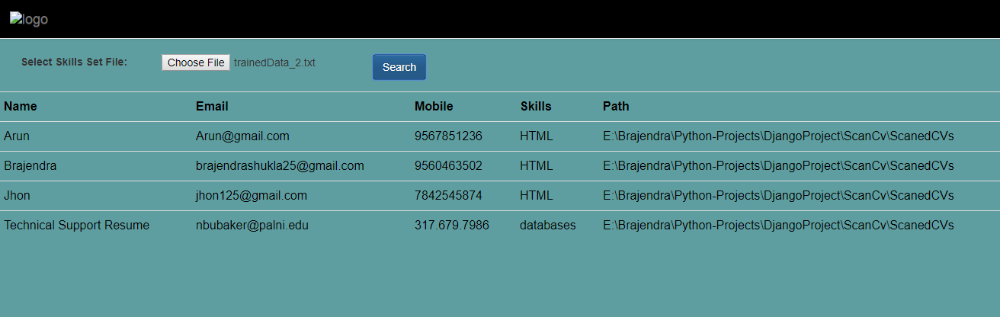 logo
Select Skills Set File: Choose File trainedData_2.txt Search
Name Email Mobile Skills Path
Arun Arun@gmail.com 9567851236 HTML E:\Brajendra\Python-Projects\DjangoProject\ScanCv\ScanedCVs
Brajendra brajendrashukla25@gmail.com 9560463502 HTML E:\Brajendra\Python-Projects\DjangoProject\ScanCv\ScanedCVs
Jhon jhon125@gmail.com 7842545874 HTML E:\Brajendra\Python-Projects\DjangoProject\ScanCv\ScanedCVs
Technical Support Resume nbubaker@palni.edu 317.679.7986 databases E:\Brajendra\Python-Projects\DjangoProject\ScanCv\ScanedCVs